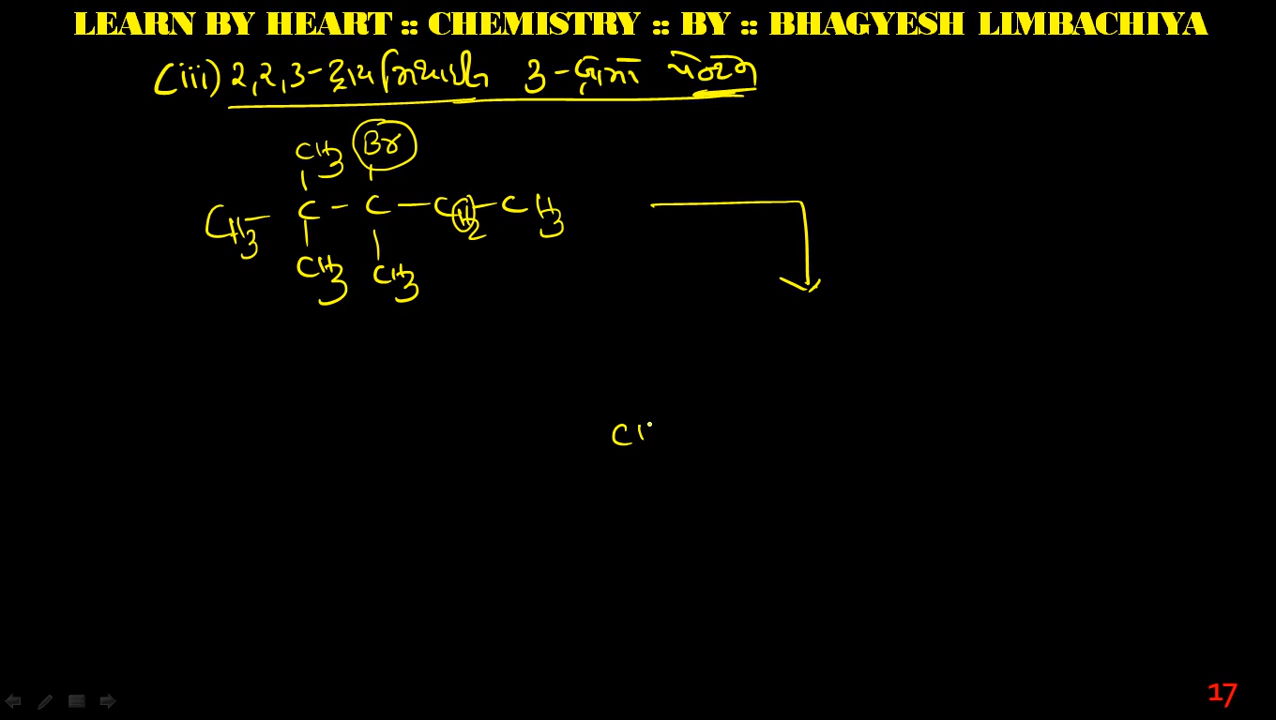 LEARN BY HEART :: CHEMISTRY :: BY :: BHAGYESH LIMBACHIYA
(iii) 2,2,3- ટ્રાય મિથાઈલ 3-બ્રોમો પેન્ટેન
CH3 Br
CH3 - C - C - CH2 - CH3
CH3 CH3
17